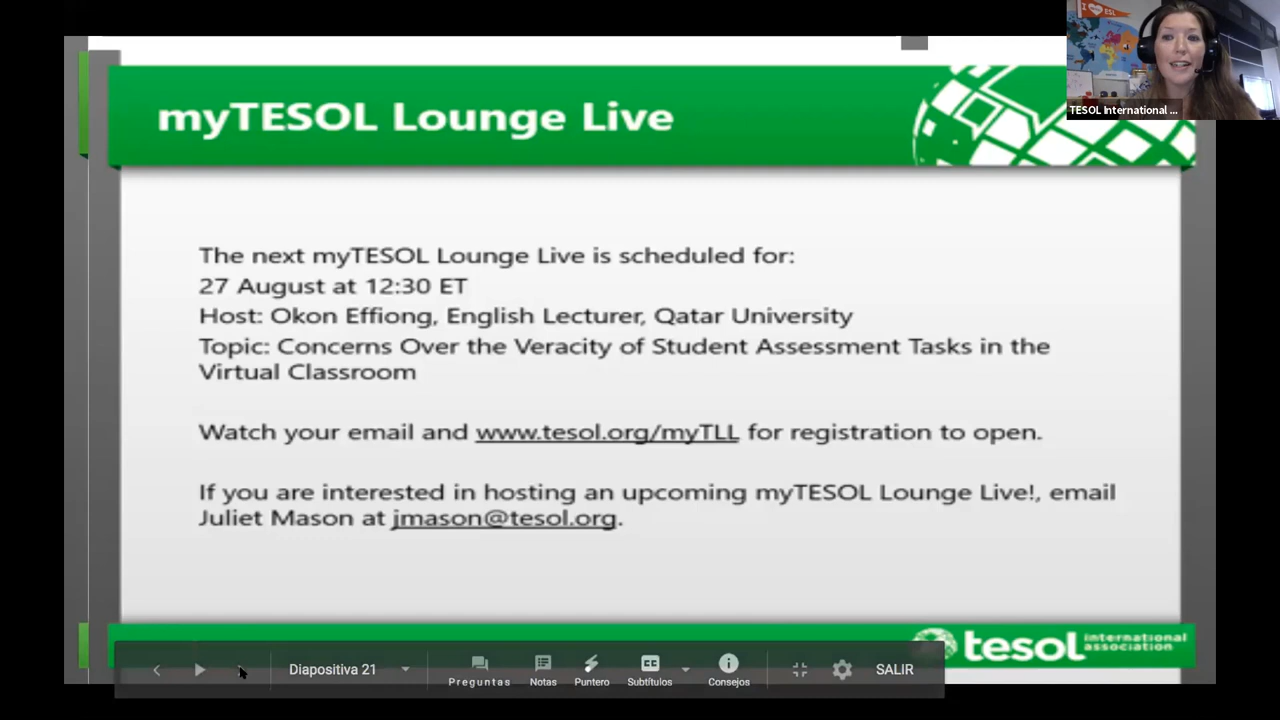 I ❤ ESL
TESOL International ...
myTESOL Lounge Live
The next myTESOL Lounge Live is scheduled for:
27 August at 12:30 ET
Host: Okon Effiong, English Lecturer, Qatar University
Topic: Concerns Over the Veracity of Student Assessment Tasks in the
Virtual Classroom
Watch your email and www.tesol.org/myTLL for registration to open.
If you are interested in hosting an upcoming myTESOL Lounge Live!, email
Juliet Mason at jmason@tesol.org.
tesol international
association
Diapositiva 21
Preguntas
Notas
Puntero
CC
Subtítulos
Consejos
SALIR